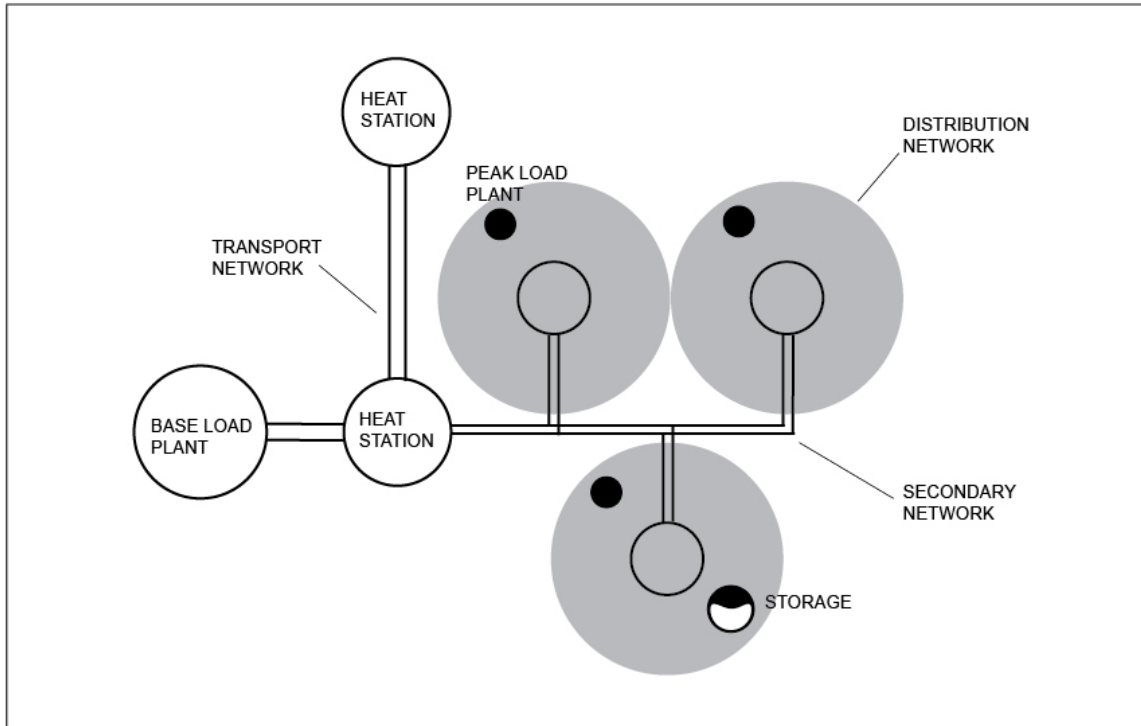 HEAT
STATION
DISTRIBUTION
NETWORK
PEAK LOAD
PLANT
TRANSPORT
NETWORK
BASE LOAD
PLANT
HEAT
STATION
SECONDARY
NETWORK
STORAGE